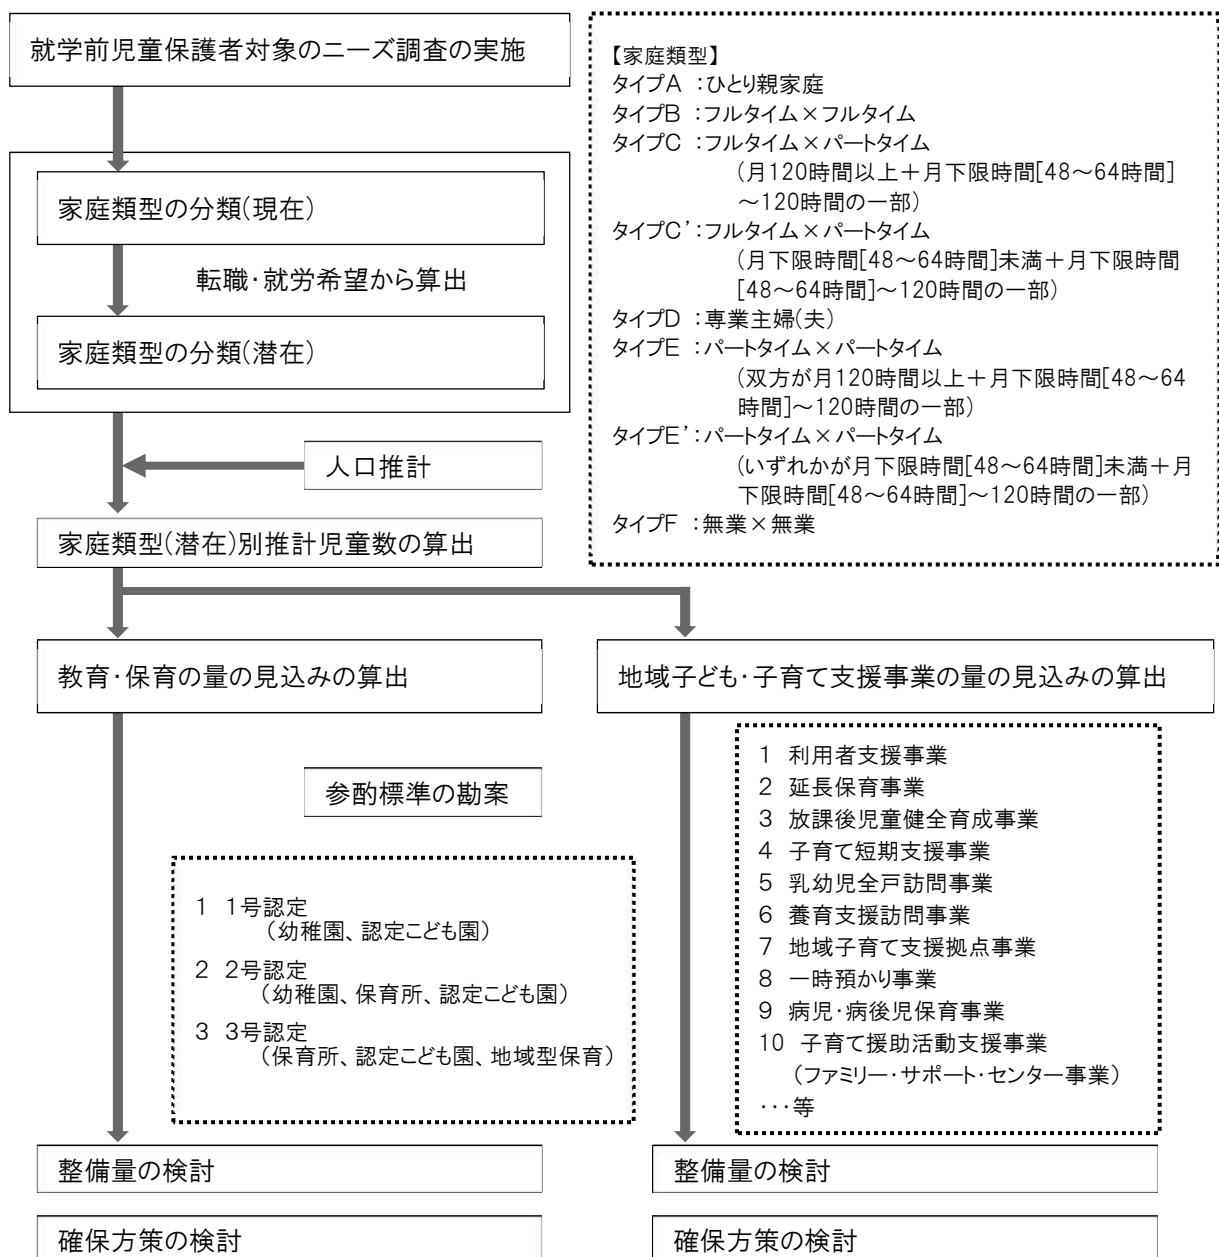 就学前児童保護者対象のニーズ調査の実施
家庭類型の分類(現在)
転職・就労希望から算出
家庭類型の分類(潜在)
人口推計
家庭類型(潜在)別推計児童数の算出
【家庭類型】
タイプA ：ひとり親家庭
タイプB ：フルタイム×フルタイム
タイプC ：フルタイム×パートタイム
(月120時間以上＋月下限時間[48～64時間]
～120時間の一部)
タイプC’：フルタイム×パートタイム
(月下限時間[48～64時間]未満＋月下限時間
[48～64時間]～120時間の一部)
タイプD ：専業主婦(夫)
タイプE ：パートタイム×パートタイム
(双方が月120時間以上＋月下限時間[48～64
時間]～120時間の一部)
タイプE’：パートタイム×パートタイム
(いずれかが月下限時間[48～64時間]未満＋月
下限時間[48～64時間]～120時間の一部)
タイプF ：無業×無業
教育・保育の量の見込みの算出
参酌標準の勘案
1 1号認定
(幼稚園、認定こども園)
2 2号認定
(幼稚園、保育所、認定こども園)
3 3号認定
(保育所、認定こども園、地域型保育)
整備量の検討
確保方策の検討
地域子ども・子育て支援事業の量の見込みの算出
1 利用者支援事業
2 延長保育事業
3 放課後児童健全育成事業
4 子育て短期支援事業
5 乳幼児全戸訪問事業
6 養育支援訪問事業
7 地域子育て支援拠点事業
8 一時預かり事業
9 病児・病後児保育事業
10 子育て援助活動支援事業
(ファミリー・サポート・センター事業)
・・・等
整備量の検討
確保方策の検討